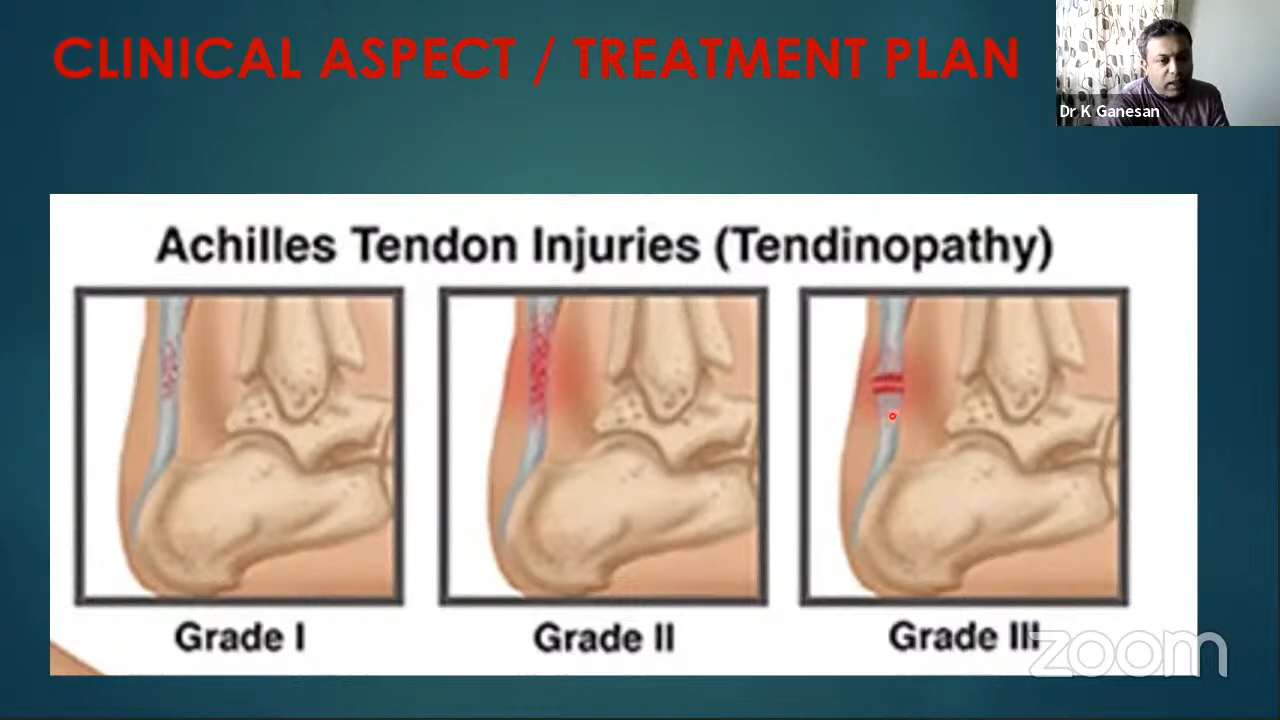 CLINICAL ASPECT / TREATMENT PLAN
Dr K Ganesan
Achilles Tendon Injuries (Tendinopathy)
Grade I
Grade II
Grade III
zoom